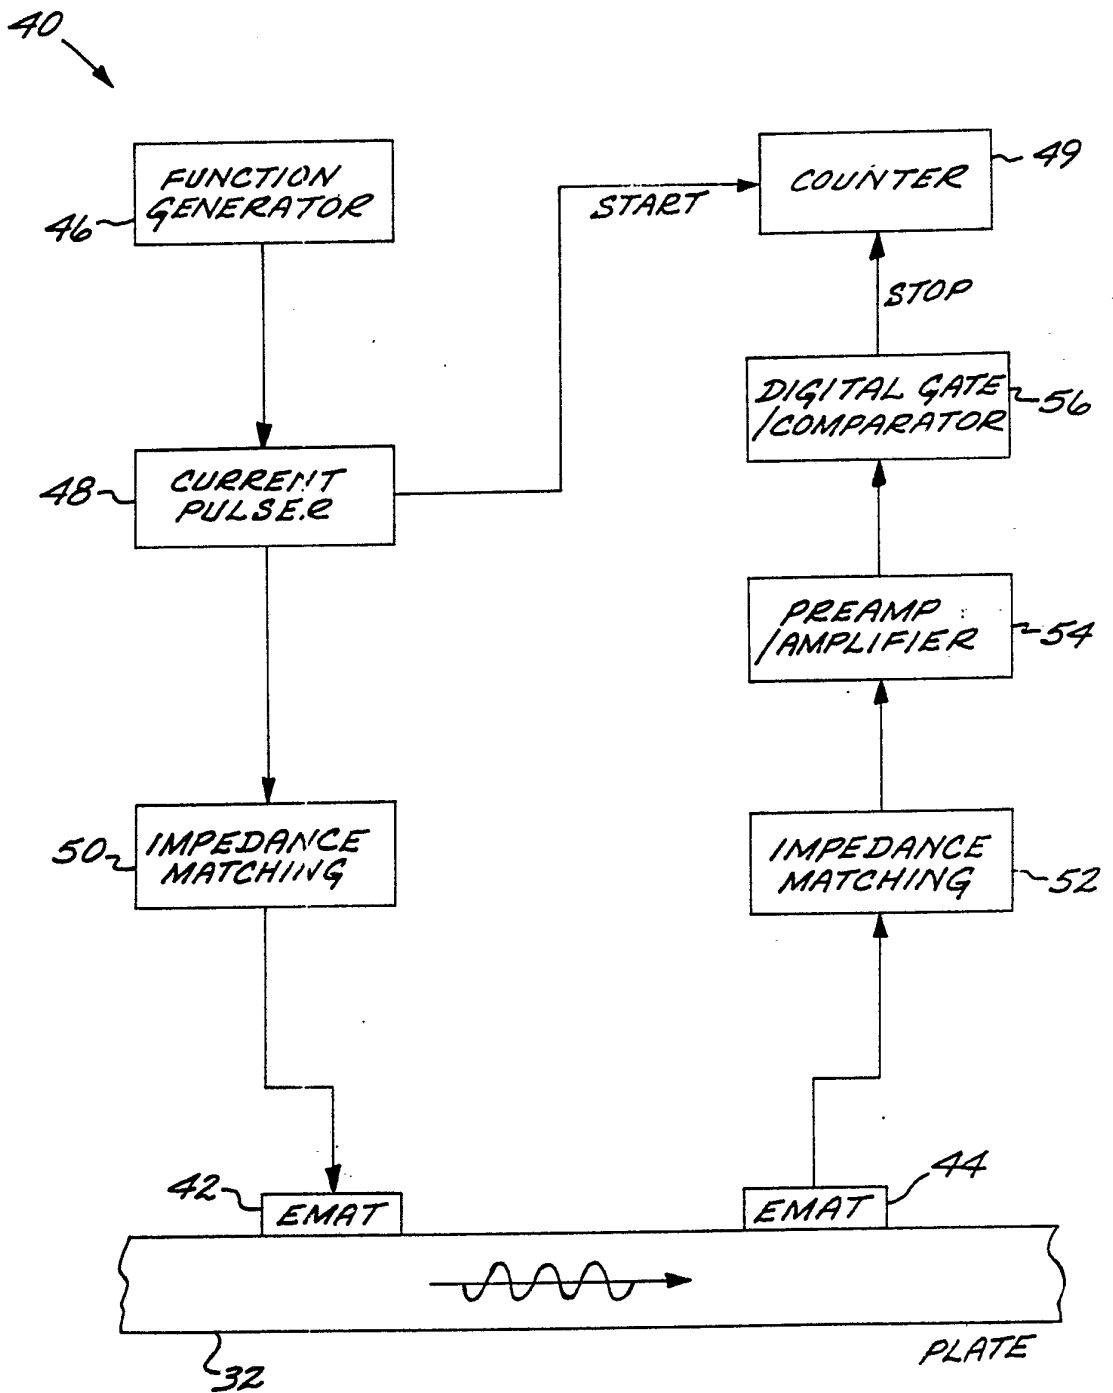 40
FUNCTION
GENERATOR
46
COUNTER
49
START
STOP
DIGITAL GATE
/COMPARATOR
56
CURRENT
PULSER
48
PREAMP
/AMPLIFIER
54
IMPEDANCE
MATCHING
50
IMPEDANCE
MATCHING
52
42
EMAT
44
EMAT
32
PLATE